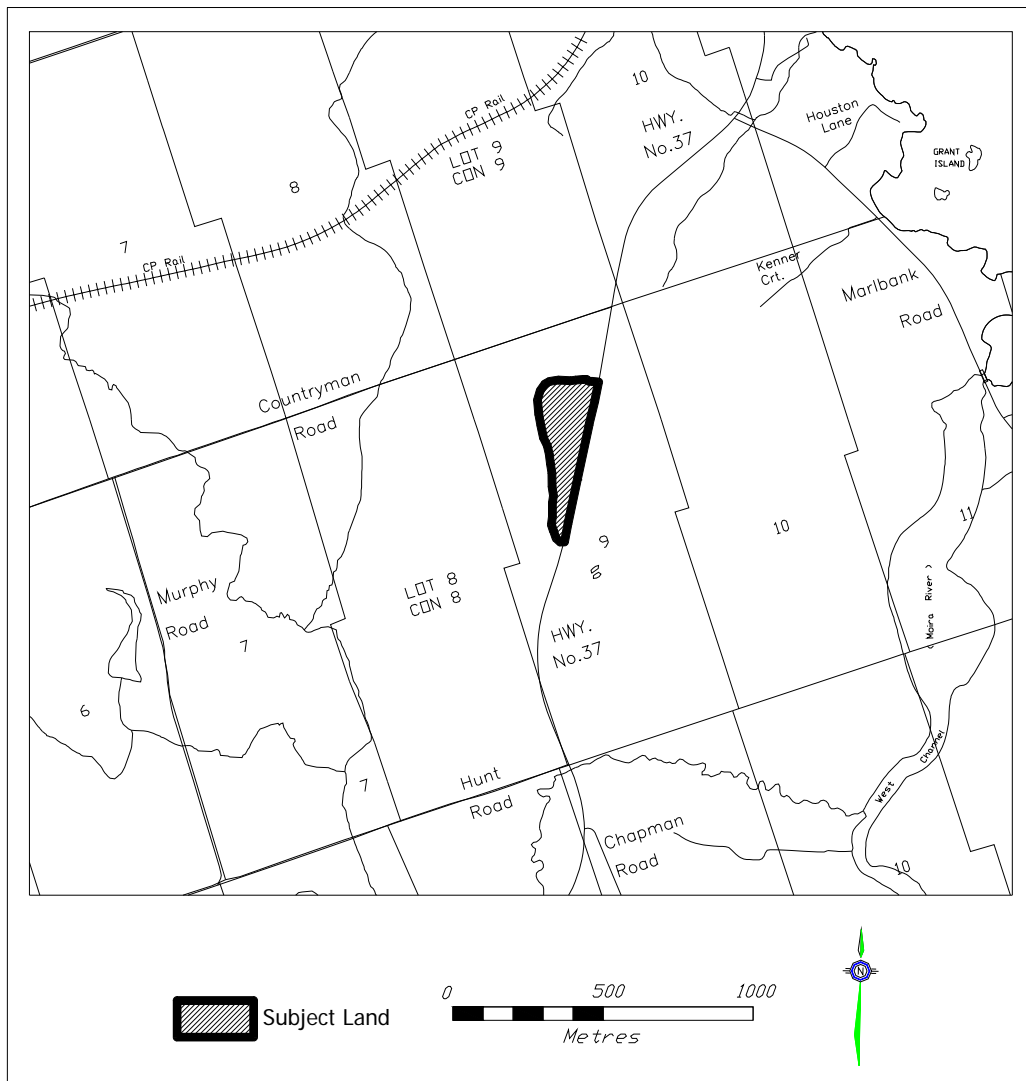 10
HWY.
No.37
Houston
Lane
CP Rail
LOT 9
CON 9
GRANT
ISLAND
8
7
CP Rail
Kenner
Crt.
Marlbank
Road
Countryman
Road
9
8
10
11
Murphy
Road
LOT 8
CON 8
Moira River
HWY.
No.37
7
6
7
Hunt
Road
West Channel
Chapman
Road
10
Subject Land
0 500 1000
Metres
N